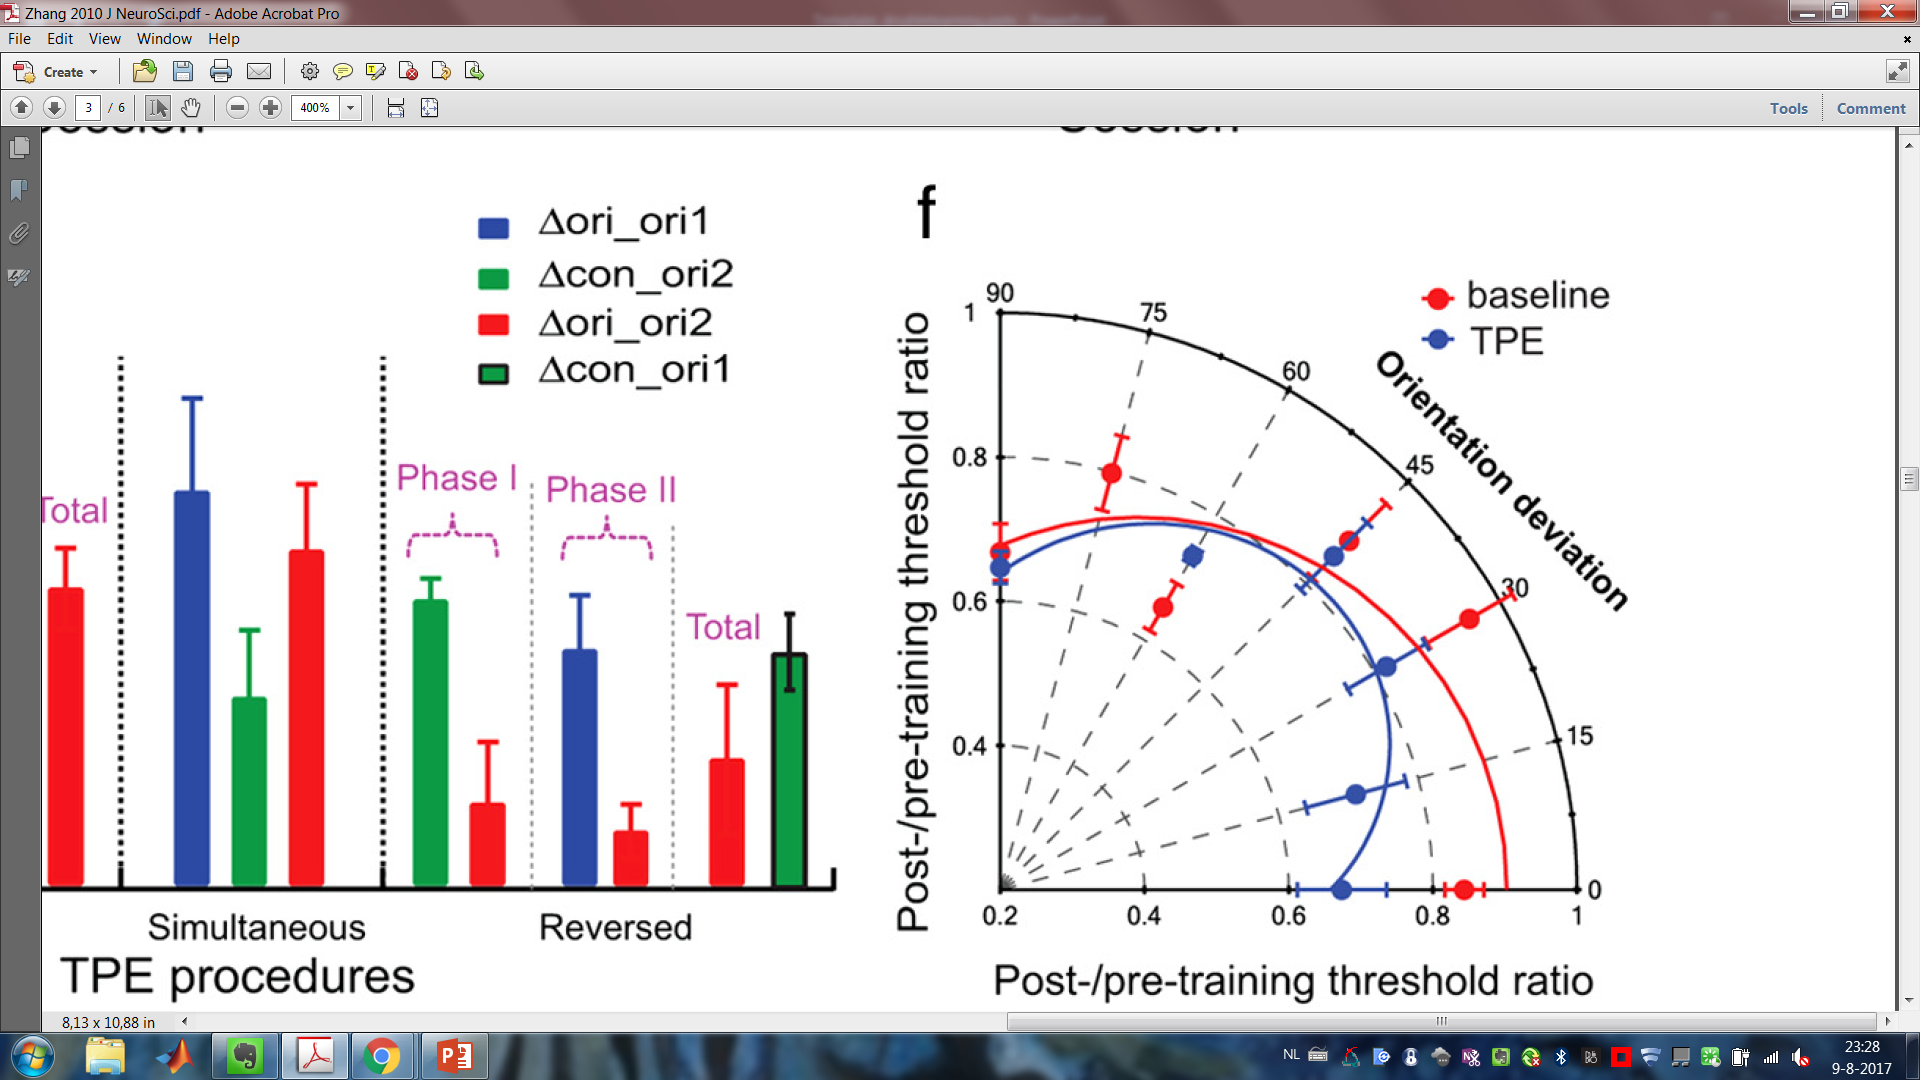 Zhang 2010 J NeuroSci.pdf - Adobe Acrobat Pro
File Edit View Window Help
Create
3 / 6 400% Tools Comment
Session Session
Δori_ori1
Δcon_ori2
Δori_ori2
Δcon_ori1
Total
Phase I
Phase II
Total
Simultaneous Reversed
TPE procedures
f
baseline
TPE
Orientation deviation
90
75
60
45
30
15
0
Post-/pre-training threshold ratio
1
0.8
0.6
0.4
0.2 0.4 0.6 0.8 1
Post-/pre-training threshold ratio
8,13 x 10,88 in
NL
23:28
9-8-2017